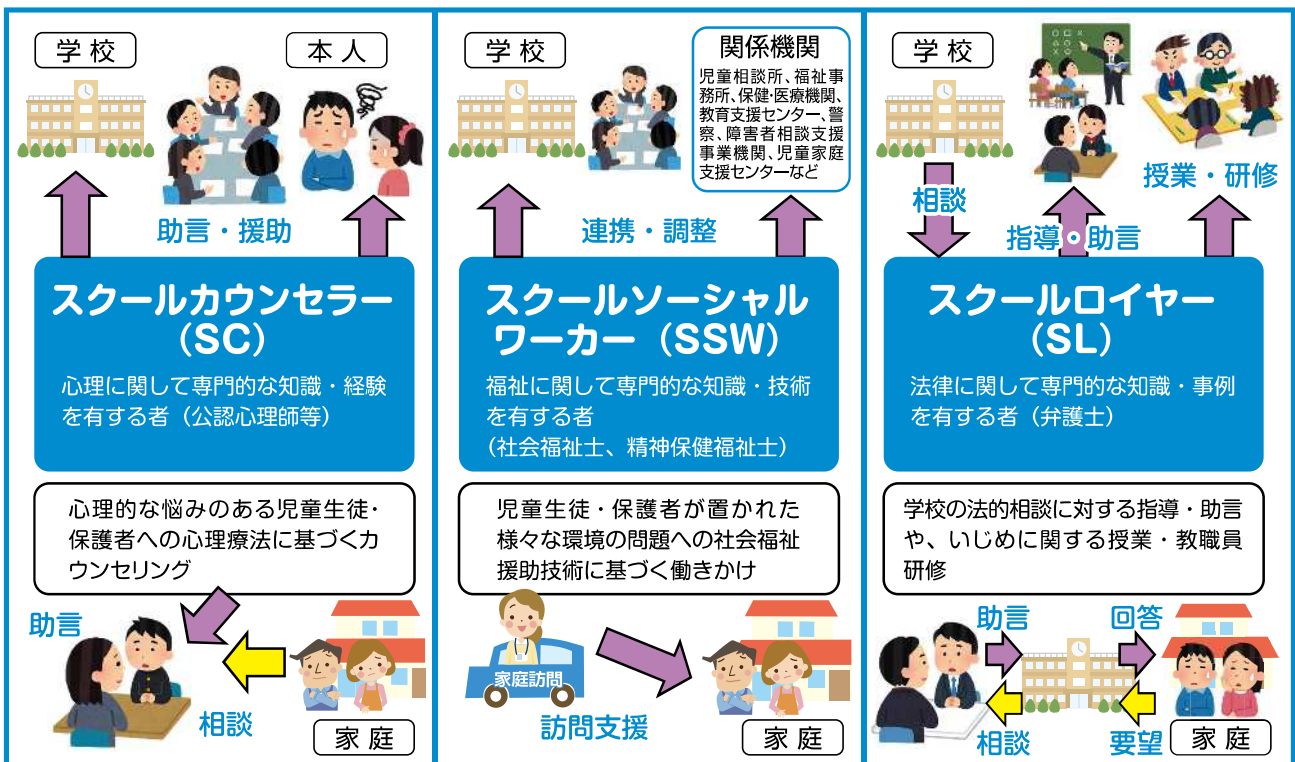 学校
本人
助言・援助
スクールカウンセラー
（SC）
心理に関して専門的な知識・経験
を有する者（公認心理師等）
心理的な悩みのある児童生徒・
保護者への心理療法に基づくカ
ウンセリング
助言
相談
家庭
学校
関係機関
児童相談所、福祉事
務所、保健・医療機関、
教育支援センター、警
察、障害者相談支援
事業機関、児童家庭
支援センターなど
連携・調整
スクールソーシャル
ワーカー（SSW）
福祉に関して専門的な知識・技術
を有する者
（社会福祉士、精神保健福祉士）
児童生徒・保護者が置かれた
様々な環境の問題への社会福祉
援助技術に基づく働きかけ
家庭訪問
訪問支援
家庭
学校
授業・研修
相談
指導・助言
スクールロイヤー
（SL）
法律に関して専門的な知識・事例
を有する者（弁護士）
学校の法的相談に対する指導・助言
や、いじめに関する授業・教職員
研修
助言
回答
相談
要望
家庭